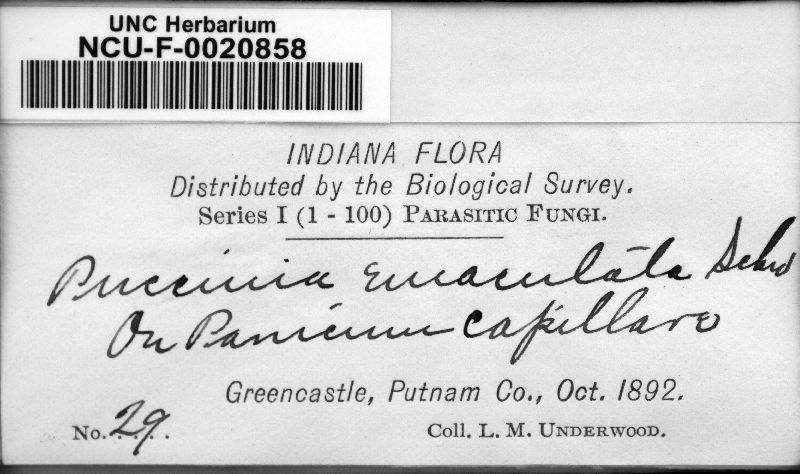 UNC Herbarium
NCU-F-0020858
INDIANA FLORA
Distributed by the Biological Survey.
Series I (1 - 100) PARASITIC FUNGI.
Puccinia emaculata Schw
On Panicum capillare
Greencastle, Putnam Co., Oct. 1892.
No. 29
Coll. L. M. UNDERWOOD.